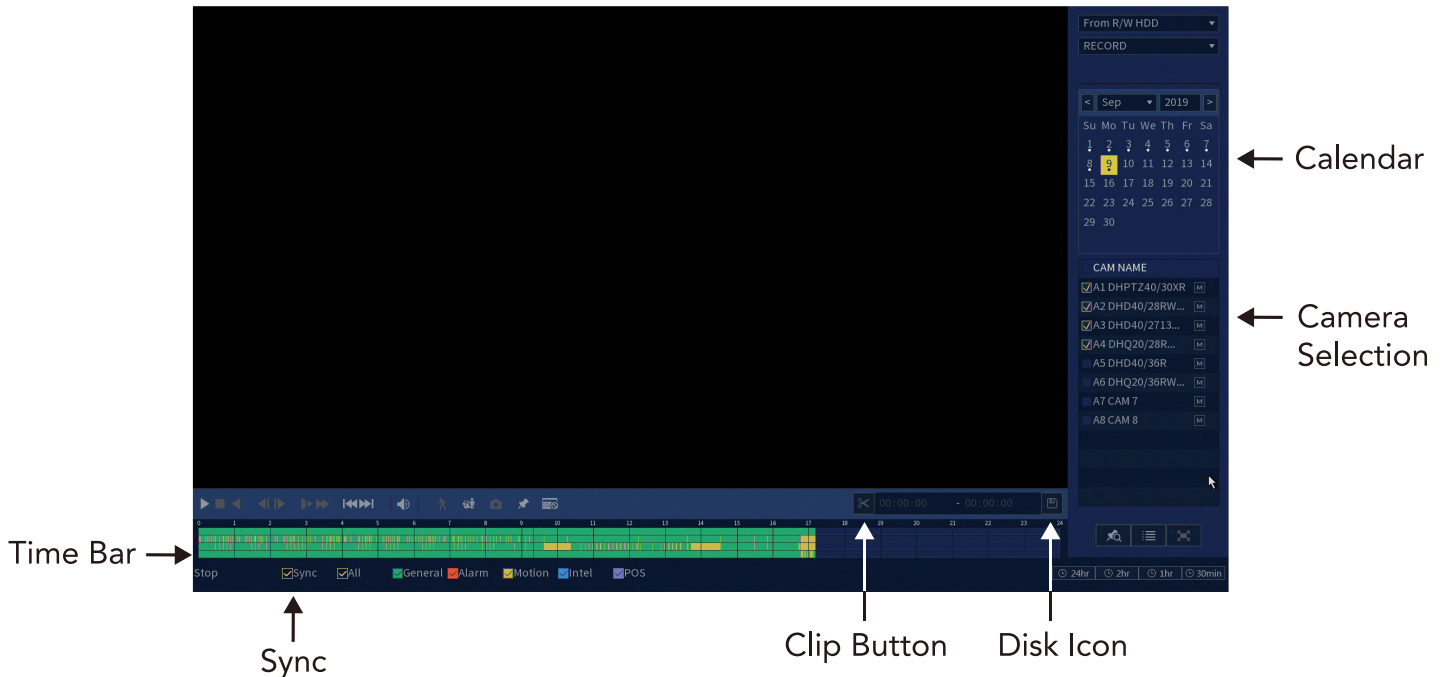 From R/W HDD
RECORD
< Sep 2019 >
Su Mo Tu We Th Fr Sa
1 2 3 4 5 6 7
8 9 10 11 12 13 14
15 16 17 18 19 20 21
22 23 24 25 26 27 28
29 30
Calendar
CAM NAME
A1 DHPTZ40/30XR M
A2 DHD40/28RW... M
A3 DHD40/2713... M
A4 DHQ20/28R... M
A5 DHD40/36R M
A6 DHQ20/36RW... M
A7 CAM 7 M
A8 CAM 8 M
Camera
Selection
00:00:00 - 00:00:00
0 1 2 3 4 5 6 7 8 9 10 11 12 13 14 15 16 17 18 19 20 21 22 23 24
Time Bar
Stop Sync All General Alarm Motion Intel POS
24hr 2hr 1hr 30min
Sync
Clip Button
Disk Icon